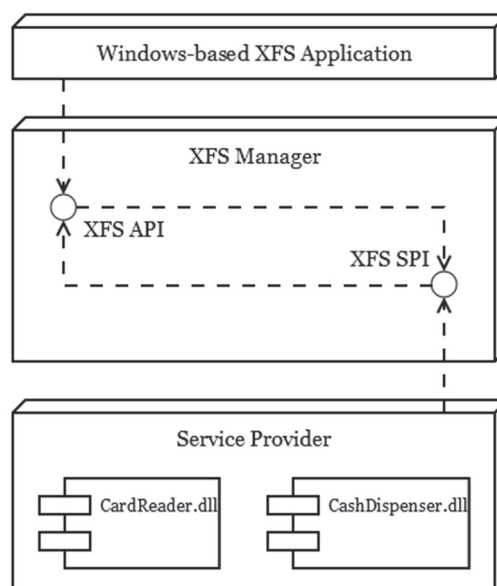 Windows-based XFS Application
XFS Manager
XFS API
XFS SPI
Service Provider
CardReader.dll
CashDispenser.dll